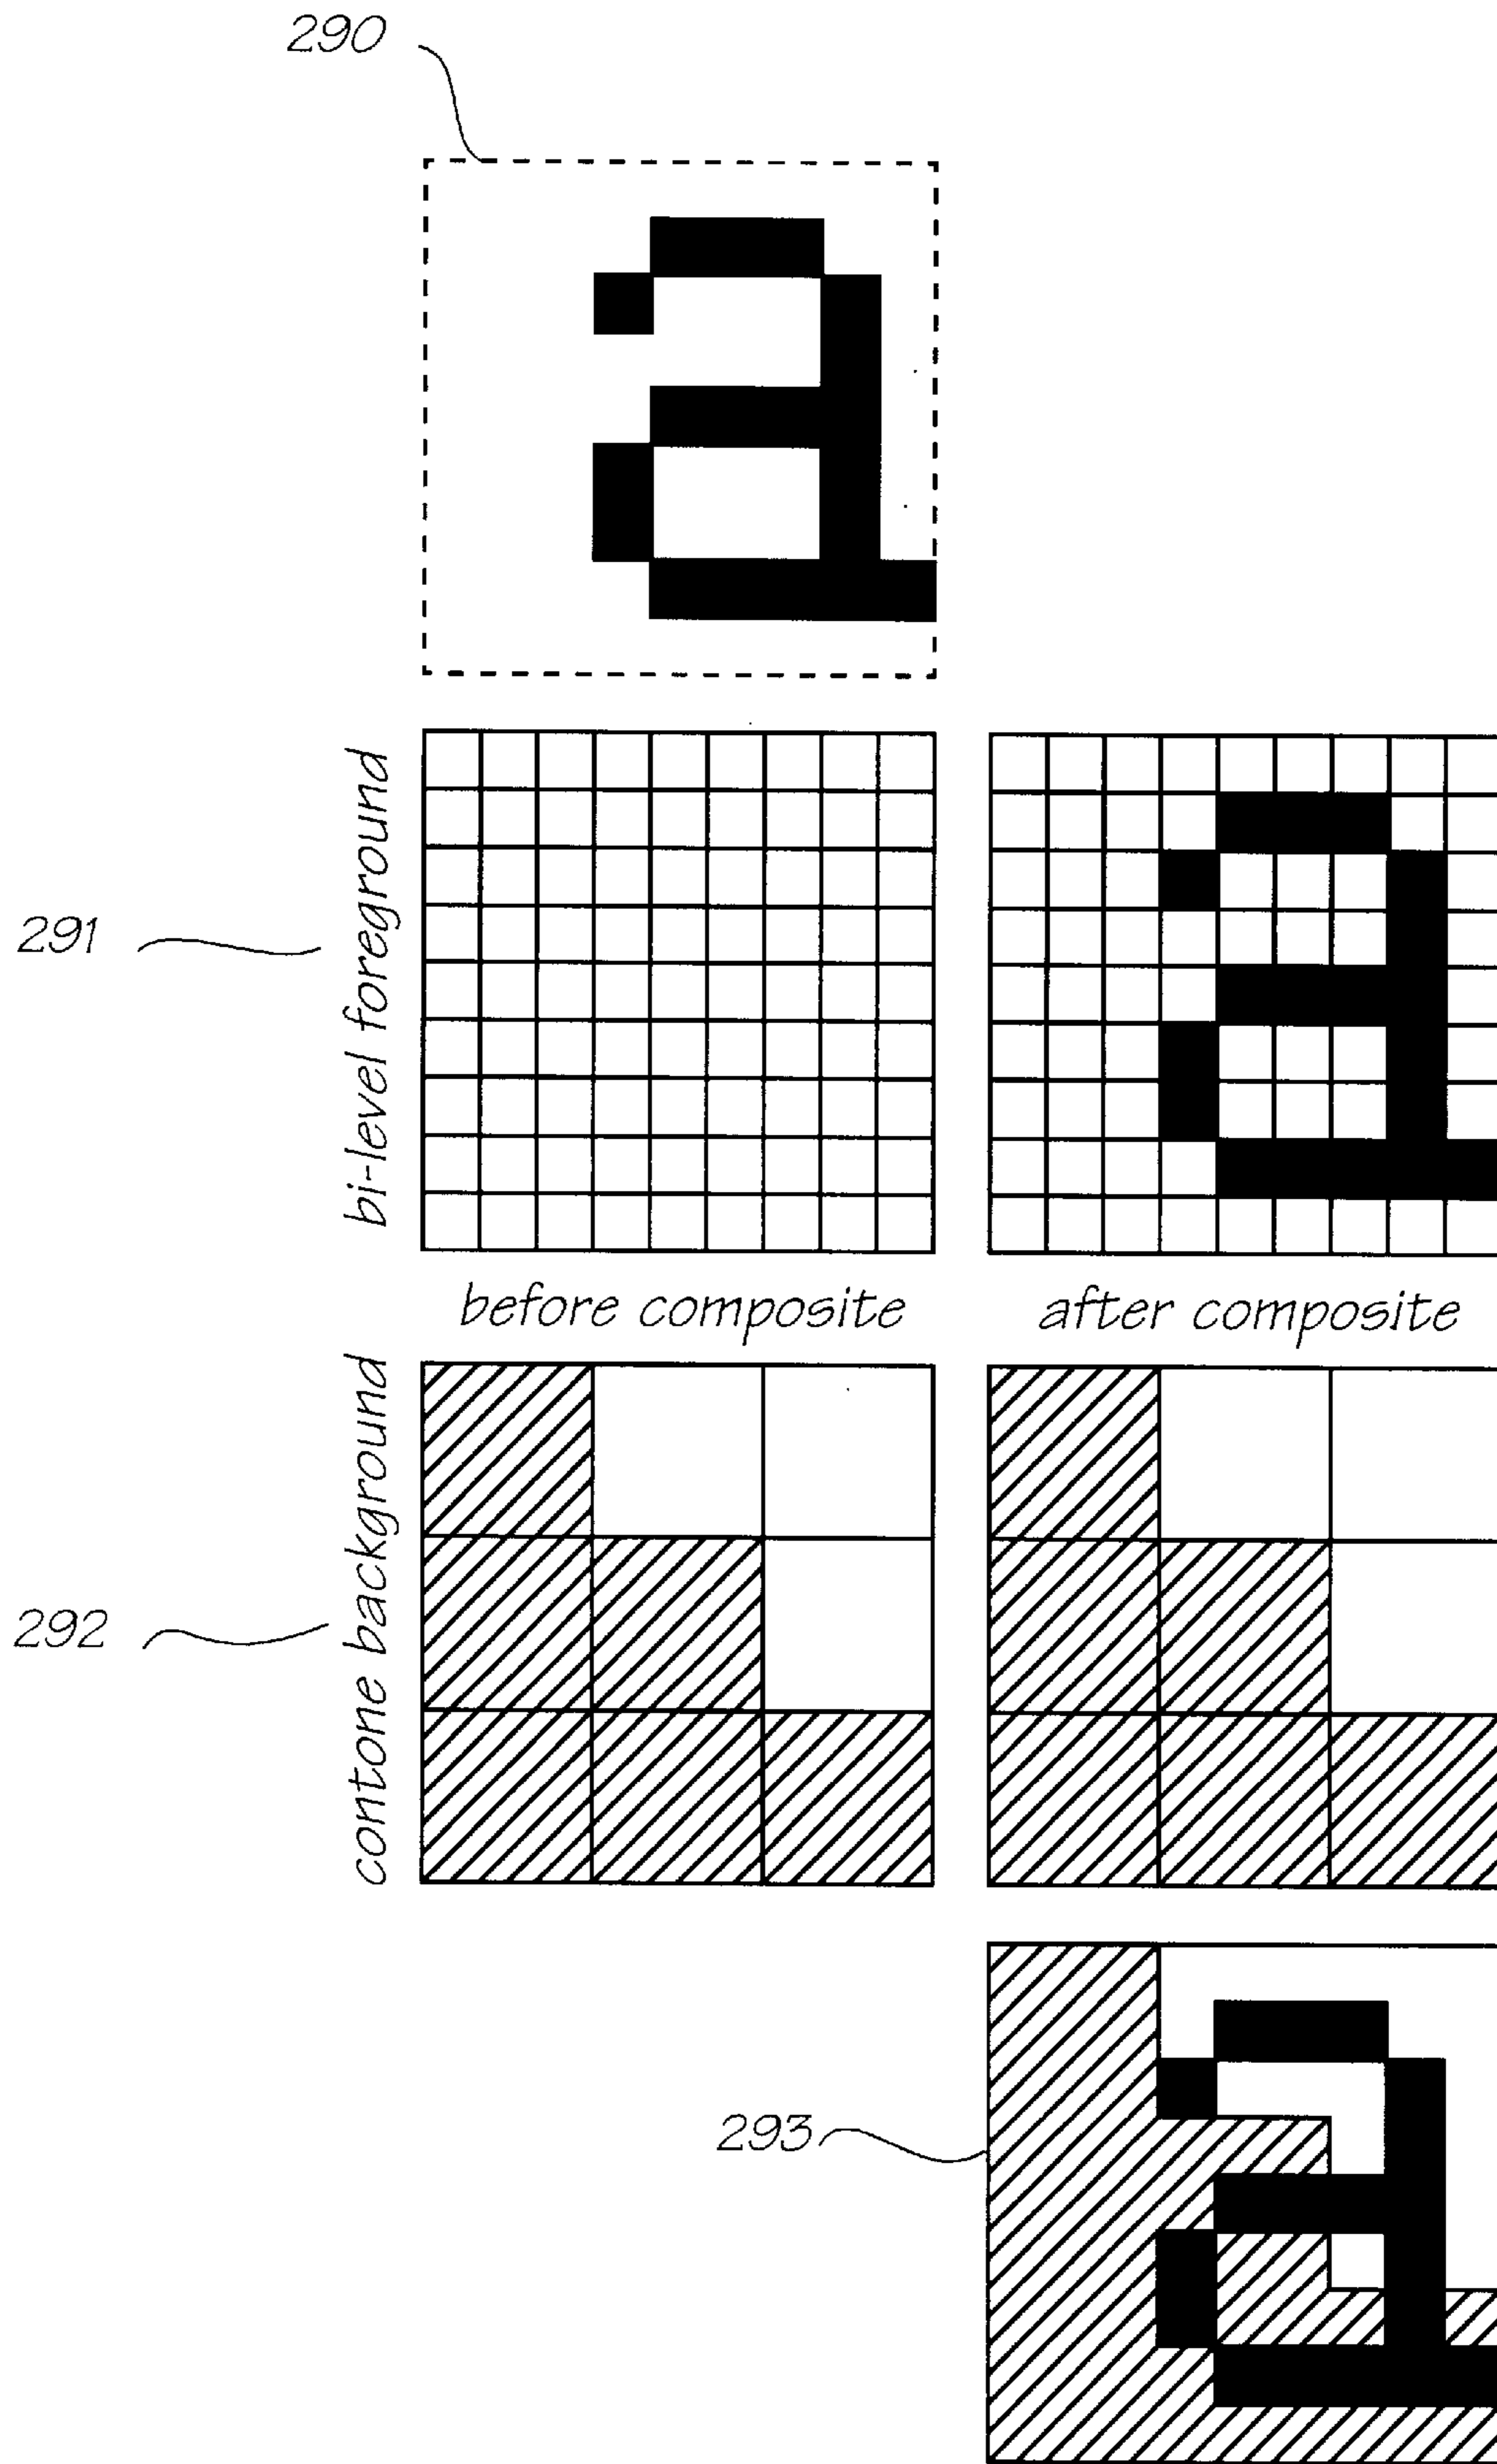 290
a
291
bi-level foreground
a
before composite
after composite
292
contone background
293
a